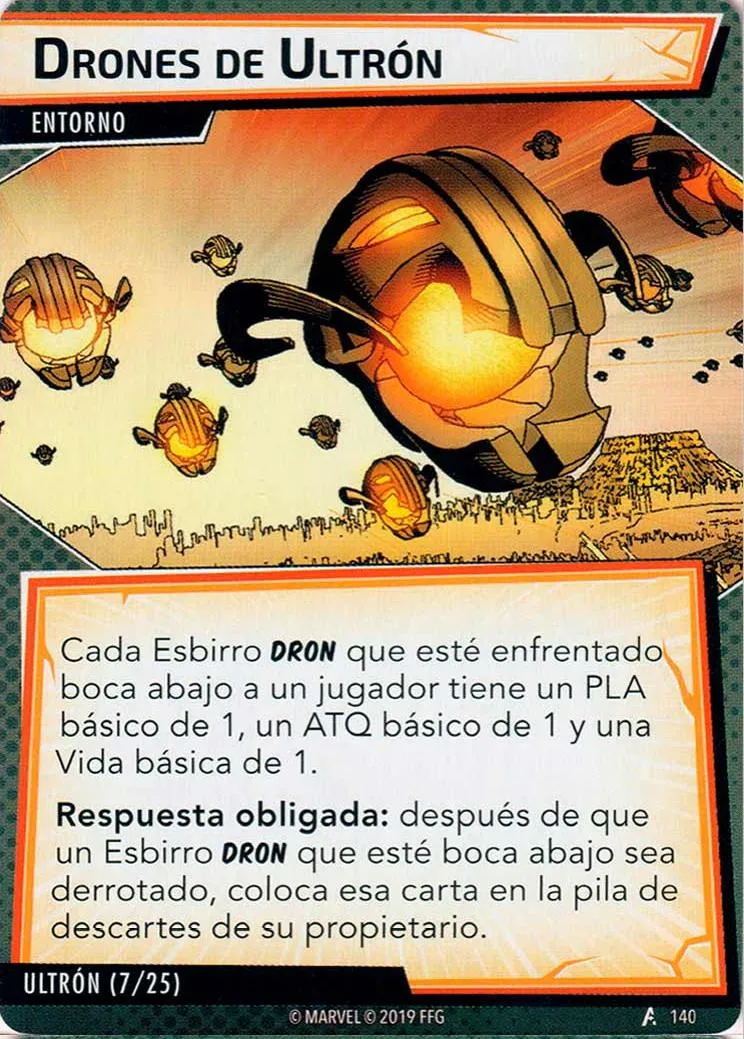 DRONES DE ULTRÓN
ENTORNO
Cada Esbirro DRON que esté enfrentado
boca abajo a un jugador tiene un PLA
básico de 1, un ATQ básico de 1 y una
Vida básica de 1.
Respuesta obligada: después de que
un Esbirro DRON que esté boca abajo sea
derrotado, coloca esa carta en la pila de
descartes de su propietario.
ULTRÓN (7/25)
© MARVEL © 2019 FFG
140